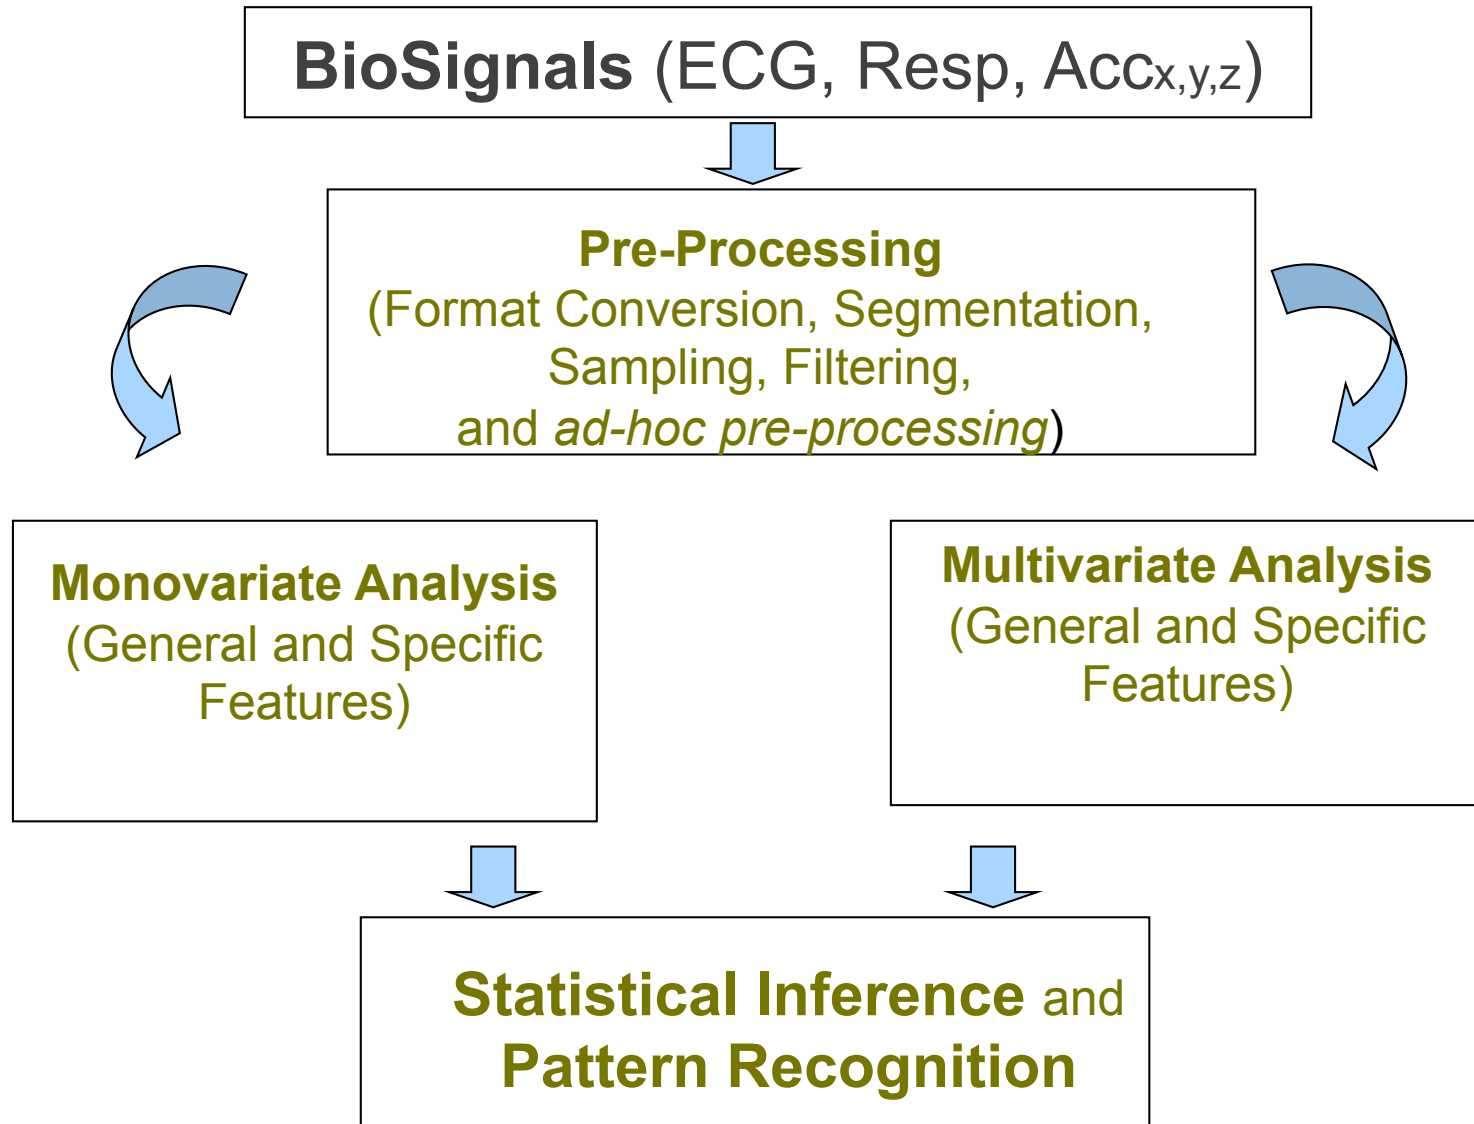 BioSignals (ECG, Resp, Accx,y,z)
Pre-Processing
(Format Conversion, Segmentation,
Sampling, Filtering,
and ad-hoc pre-processing)
Monovariate Analysis
(General and Specific
Features)
Multivariate Analysis
(General and Specific
Features)
Statistical Inference and
Pattern Recognition